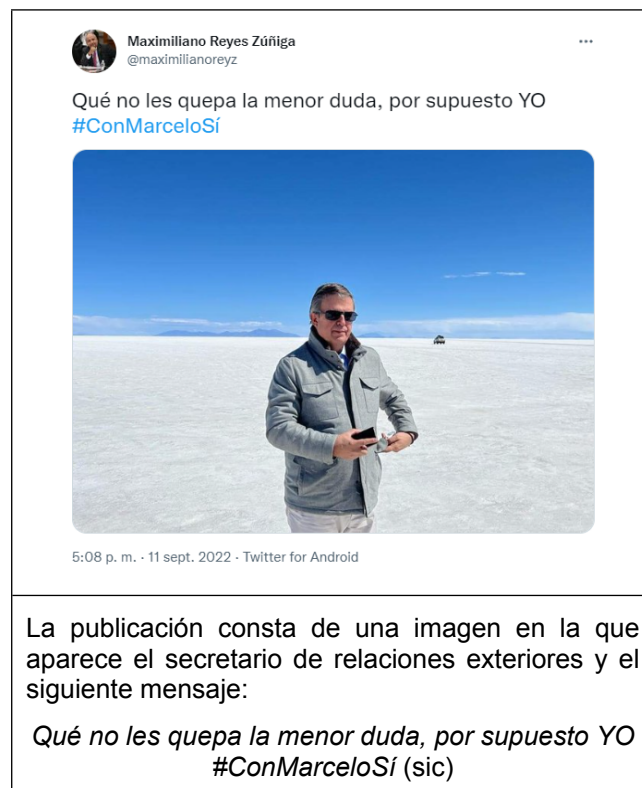 Maximiliano Reyes Zúñiga
@maximilianoreyz
Qué no les quepa la menor duda, por supuesto YO
#ConMarceloSí
5:08 p. m. · 11 sept. 2022 · Twitter for Android
La publicación consta de una imagen en la que
aparece el secretario de relaciones exteriores y el
siguiente mensaje:
Qué no les quepa la menor duda, por supuesto YO
#ConMarceloSí (sic)